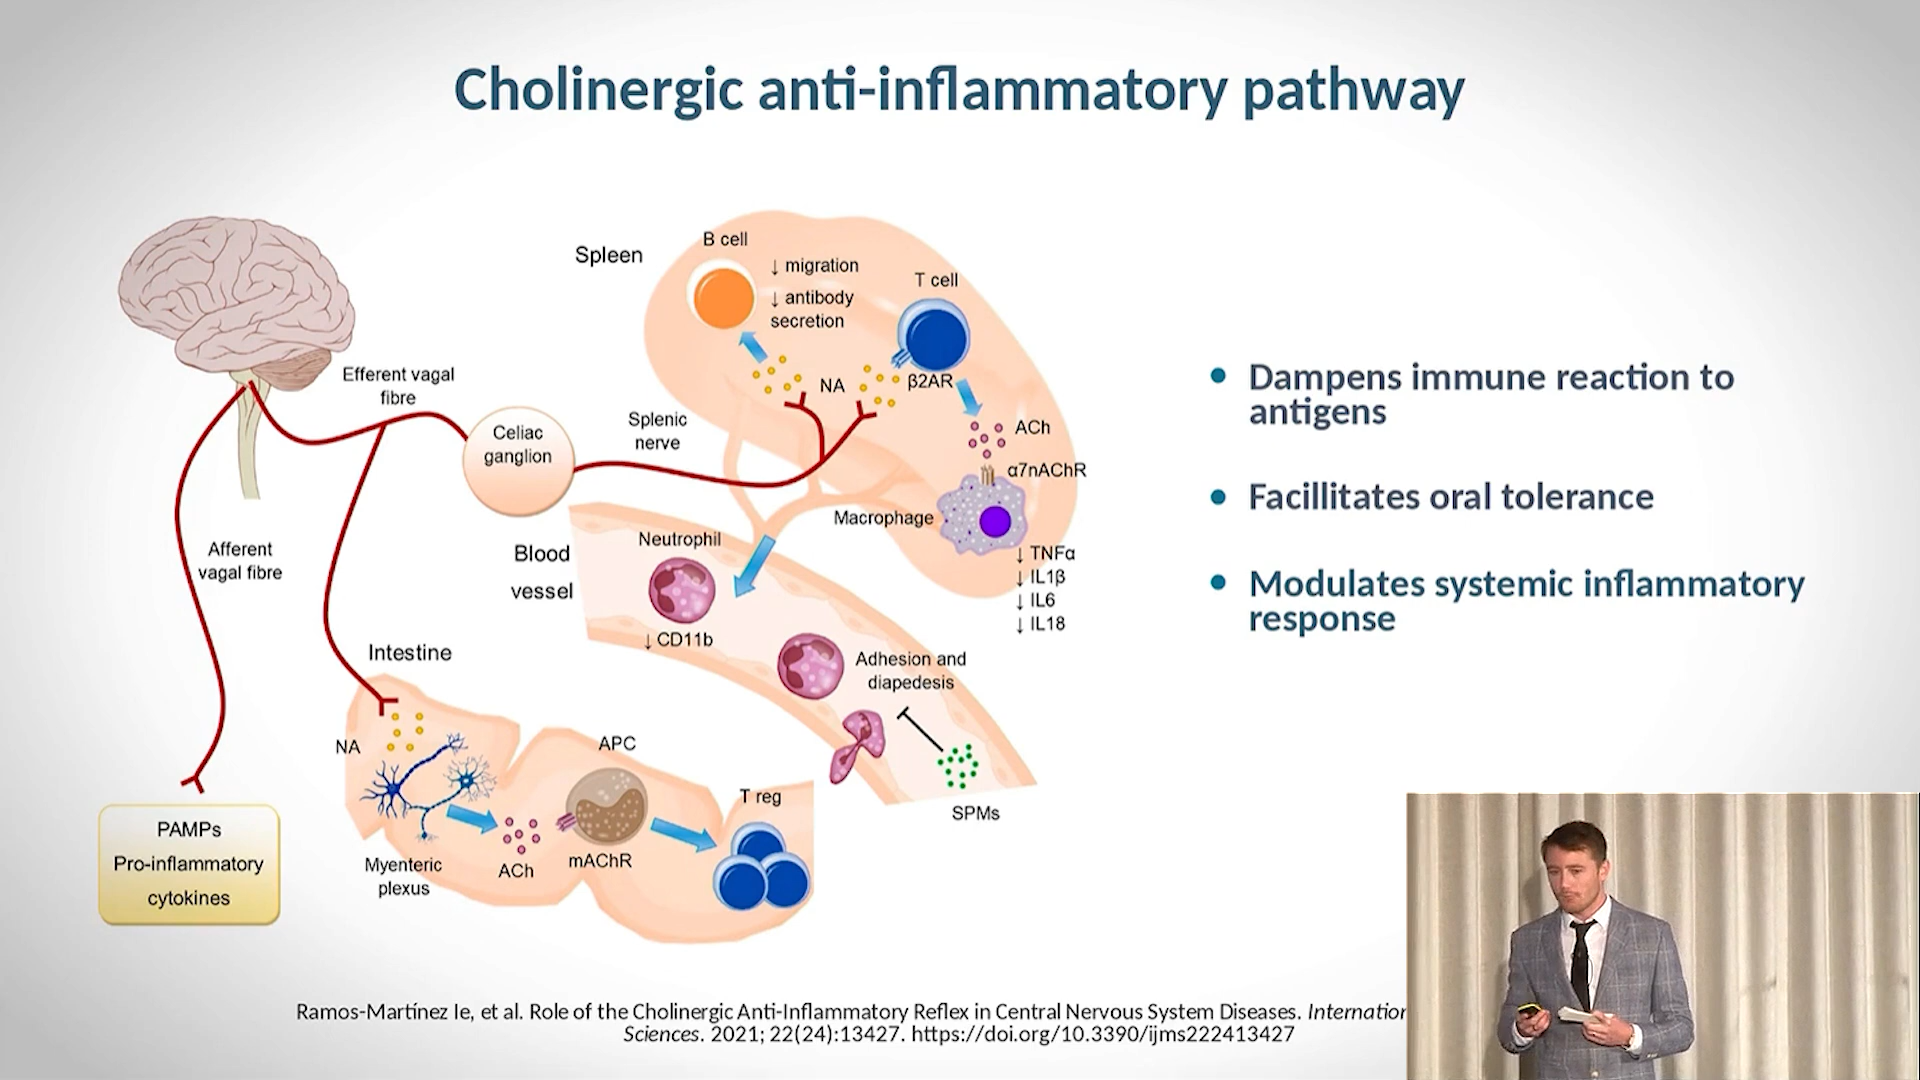 Cholinergic anti-inflammatory pathway
Spleen
B cell
↓ migration
↓ antibody
secretion
T cell
NA
β2AR
ACh
α7nAChR
Macrophage
↓ TNFα
↓ IL1β
↓ IL6
↓ IL18
Efferent vagal
fibre
Celiac
ganglion
Splenic
nerve
Afferent
vagal fibre
Blood
vessel
Neutrophil
↓ CD11b
Adhesion and
diapedesis
SPMs
Intestine
NA
Myenteric
plexus
ACh
APC
mAChR
T reg
PAMPs
Pro-inflammatory
cytokines
• Dampens immune reaction to
antigens
• Facillitates oral tolerance
• Modulates systemic inflammatory
response
Ramos-Martínez Ie, et al. Role of the Cholinergic Anti-Inflammatory Reflex in Central Nervous System Diseases. Internation
Sciences. 2021; 22(24):13427. https://doi.org/10.3390/ijms222413427